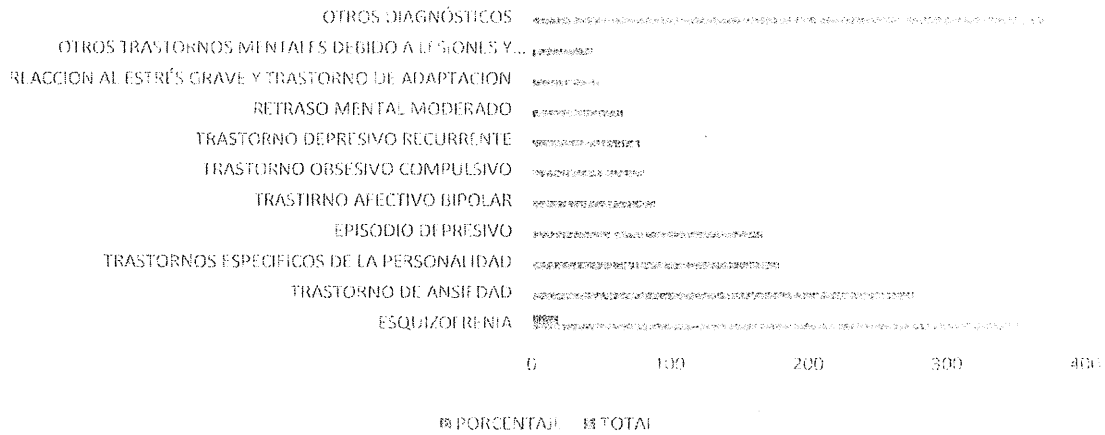 OTROS DIAGNÓSTICOS
OTROS TRASTORNOS MENTALES DEBIDO A LESIONES Y...
REACCION AL ESTRÉS GRAVE Y TRASTORNO DE ADAPTACION
RETRASO MENTAL MODERADO
TRASTORNO DEPRESIVO RECURRENTE
TRASTORNO OBSESIVO COMPULSIVO
TRASTIRNO AFECTIVO BIPOLAR
EPISODIO DEPRESIVO
TRASTORNOS ESPECIFICOS DE LA PERSONALIDAD
TRASTORNO DE ANSIEDAD
ESQUIZOFRENIA
0 100 200 300 400
PORCENTAJE TOTAL